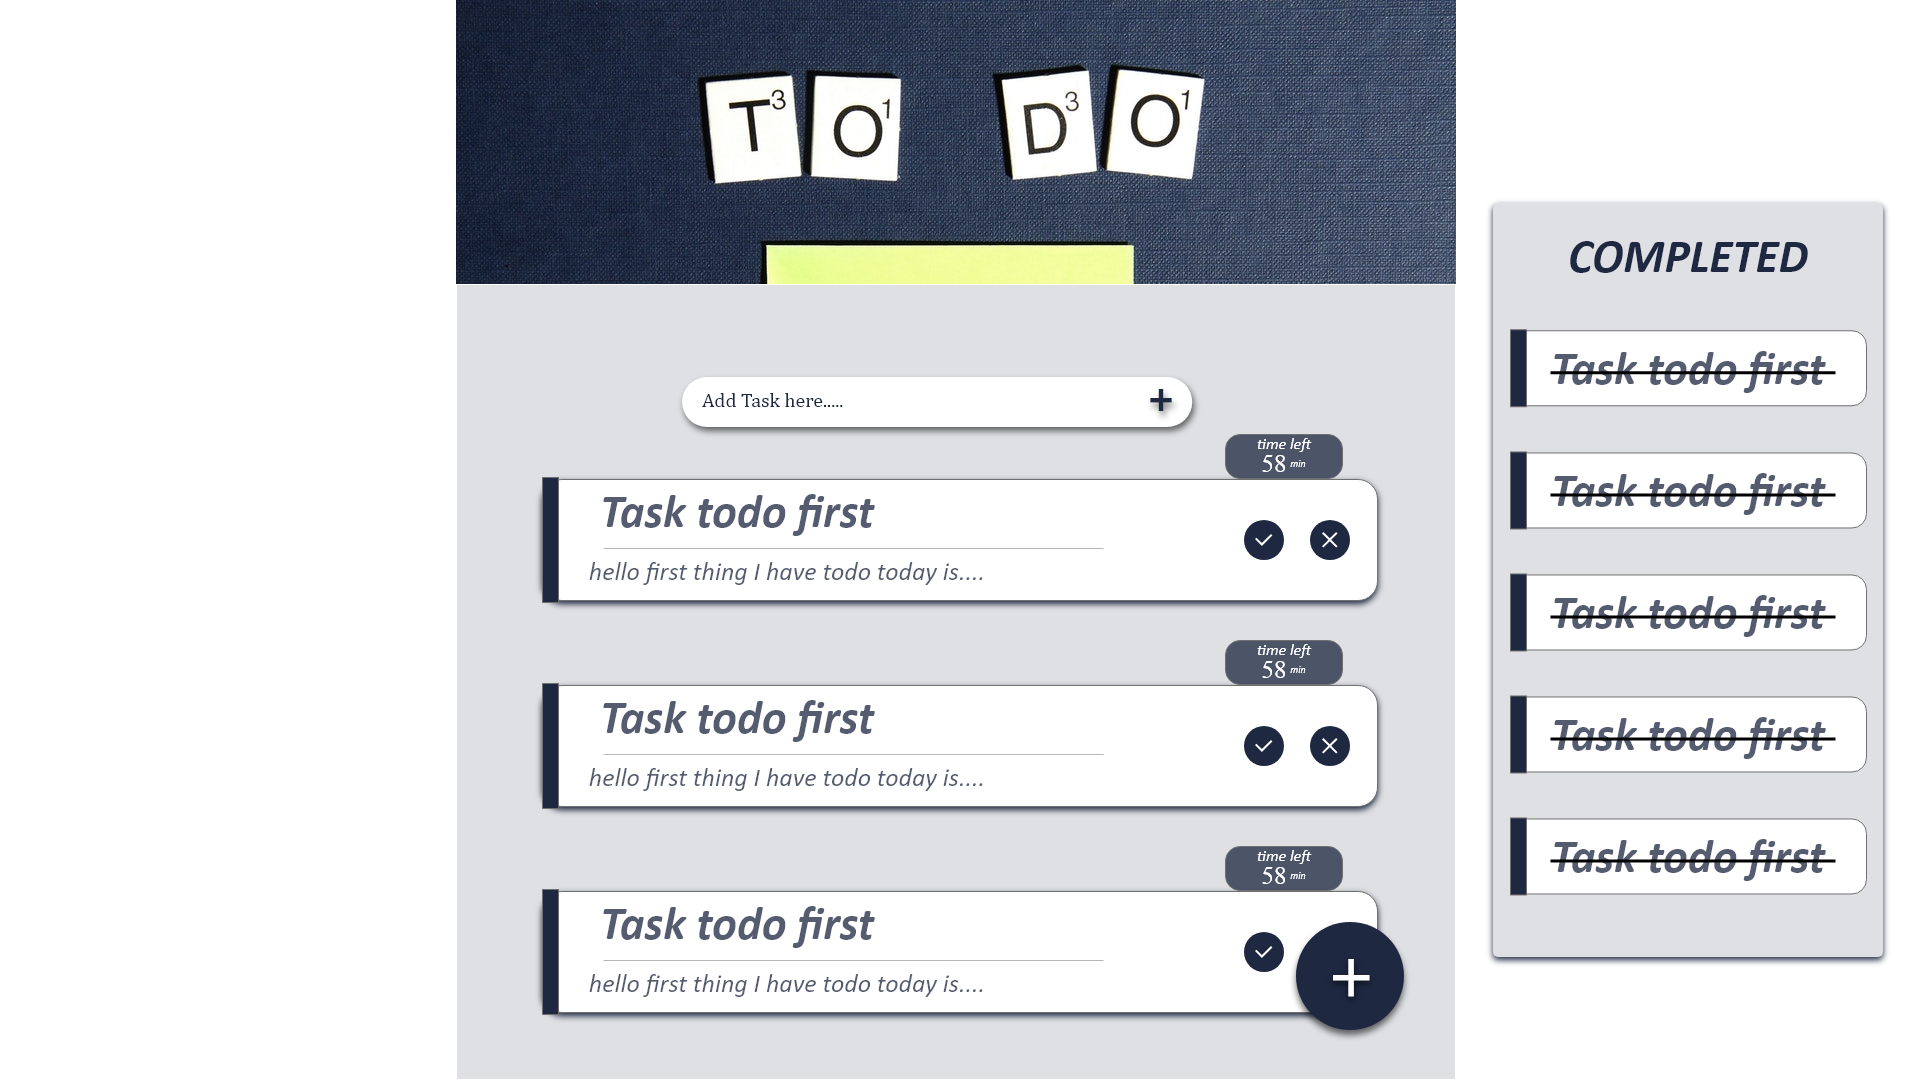 T3 O1 D3 O1
Add Task here.....
time left
58 min
Task todo first
hello first thing I have todo today is....
time left
58 min
Task todo first
hello first thing I have todo today is....
time left
58 min
Task todo first
hello first thing I have todo today is....
COMPLETED
Task todo first
Task todo first
Task todo first
Task todo first
Task todo first